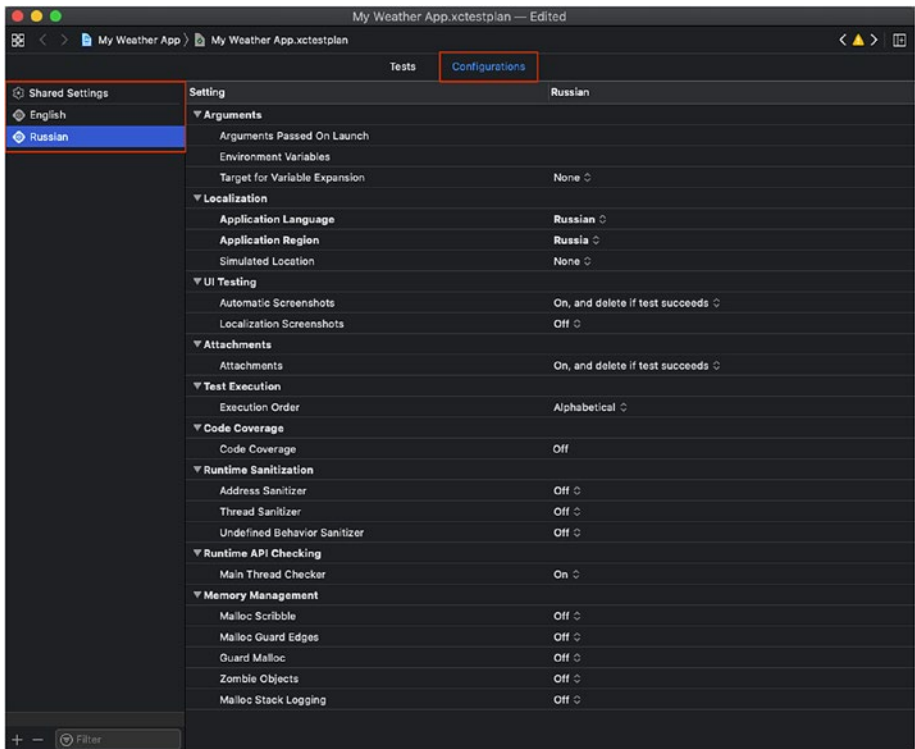 My Weather App.xctestplan — Edited
My Weather App 〉 My Weather App.xctestplan
Tests Configurations
Shared Settings
English
Russian
Setting Russian
Arguments
Arguments Passed On Launch
Environment Variables
Target for Variable Expansion None
Localization
Application Language Russian
Application Region Russia
Simulated Location None
UI Testing
Automatic Screenshots On, and delete if test succeeds
Localization Screenshots Off
Attachments
Attachments On, and delete if test succeeds
Test Execution
Execution Order Alphabetical
Code Coverage
Code Coverage Off
Runtime Sanitization
Address Sanitizer Off
Thread Sanitizer Off
Undefined Behavior Sanitizer Off
Runtime API Checking
Main Thread Checker On
Memory Management
Malloc Scribble Off
Malloc Guard Edges Off
Guard Malloc Off
Zombie Objects Off
Malloc Stack Logging Off
Filter